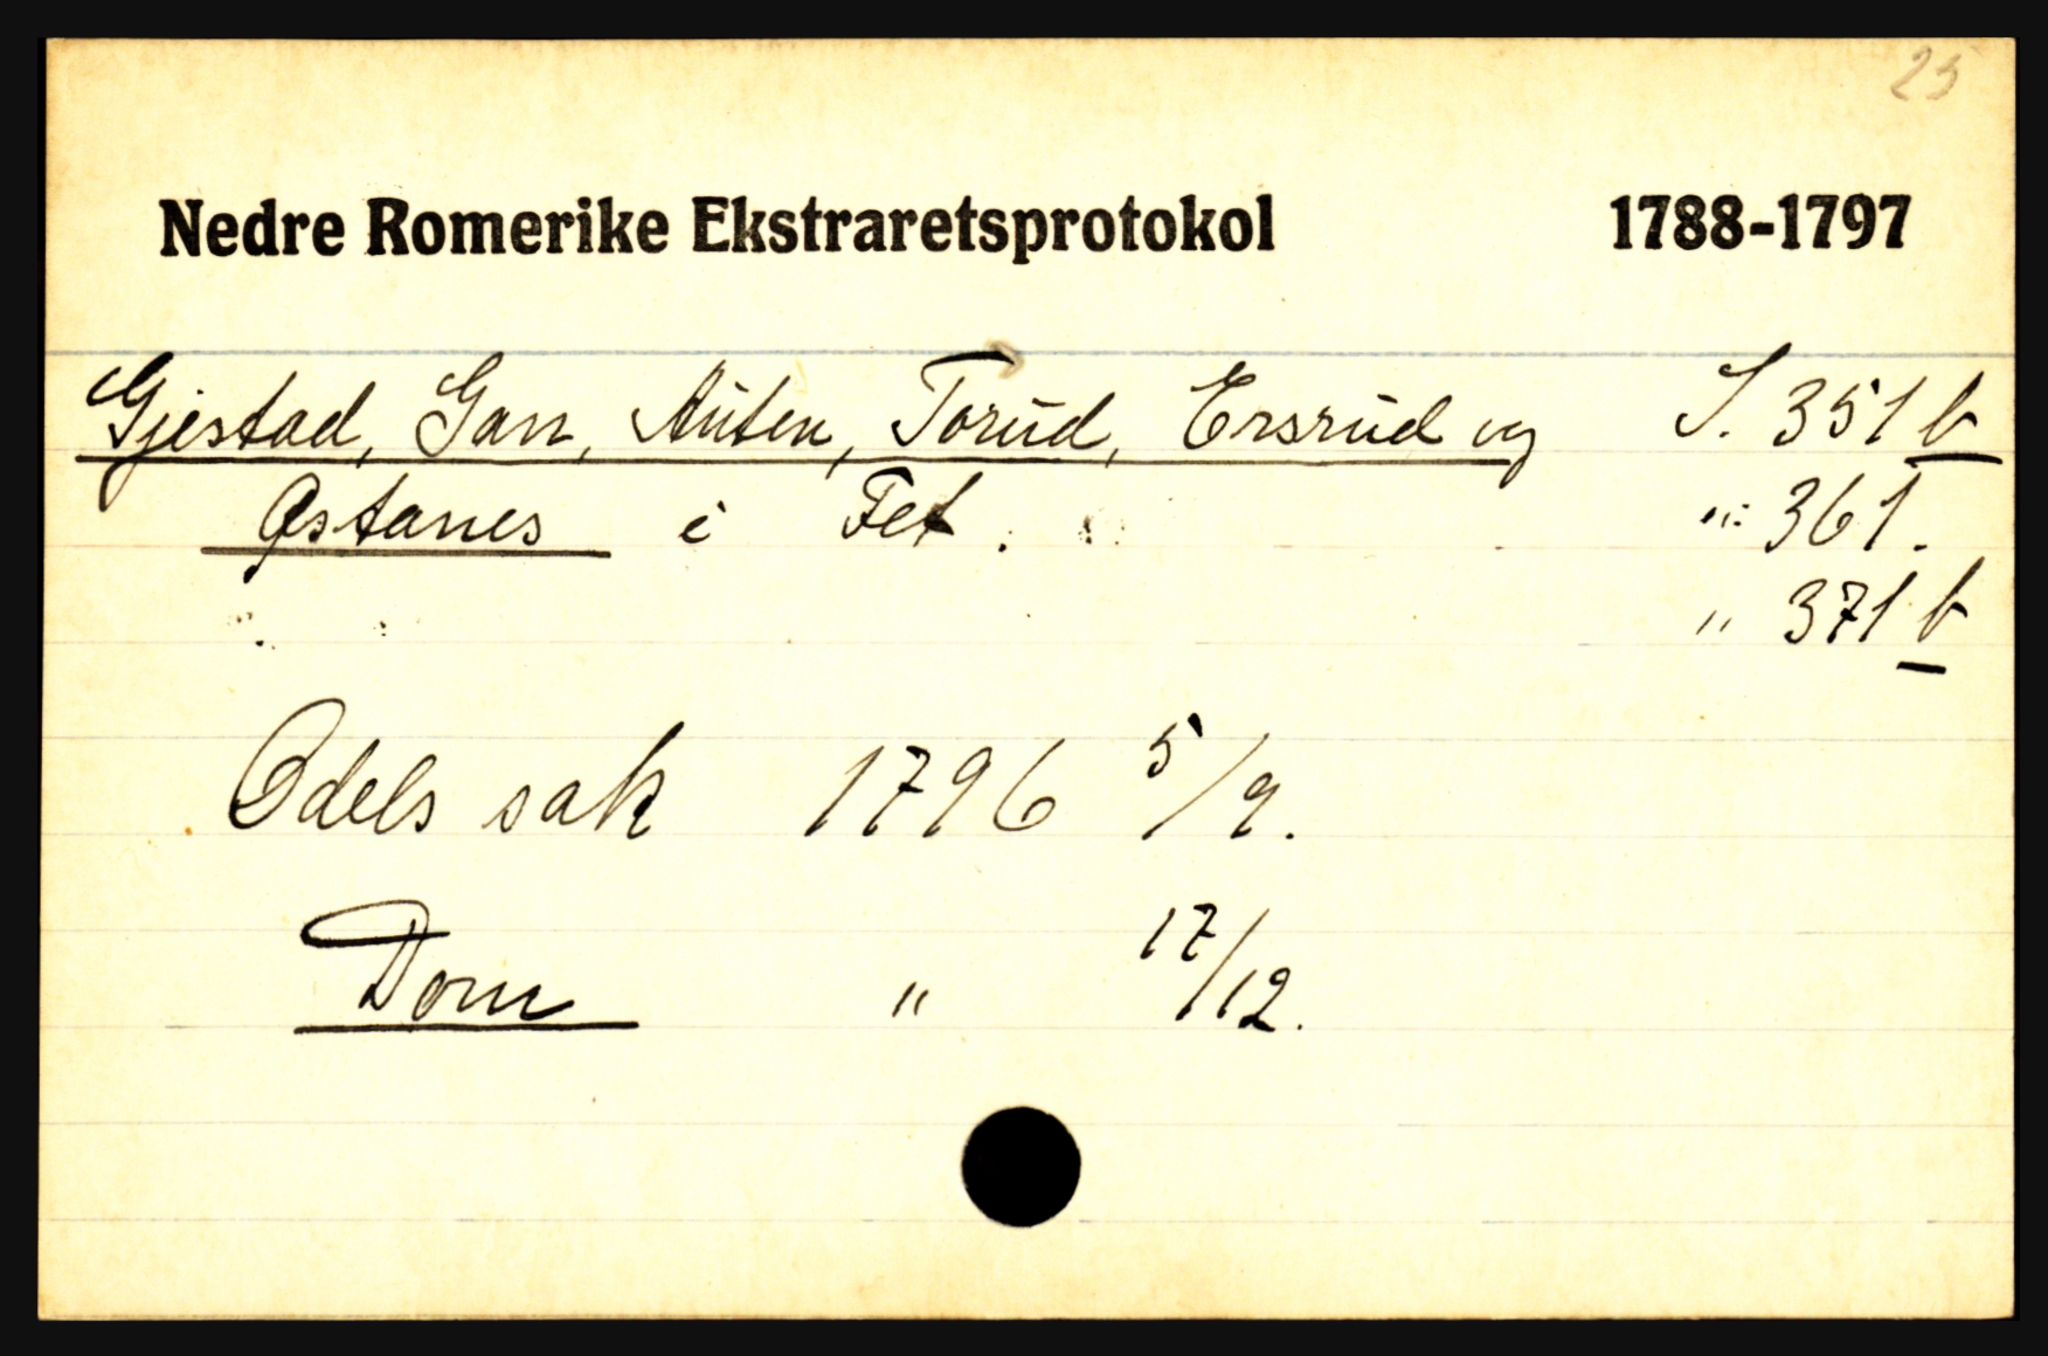 25
Nedre Romerike Ekstraretsprotokol 1788-1797
Gjestad, Gan, Auten, Torud, Ersrud og S. 351 b
Østanes i Fet. " 361.
" 371 b
Odels sak 1796 5/9.
Dom " 17/12.